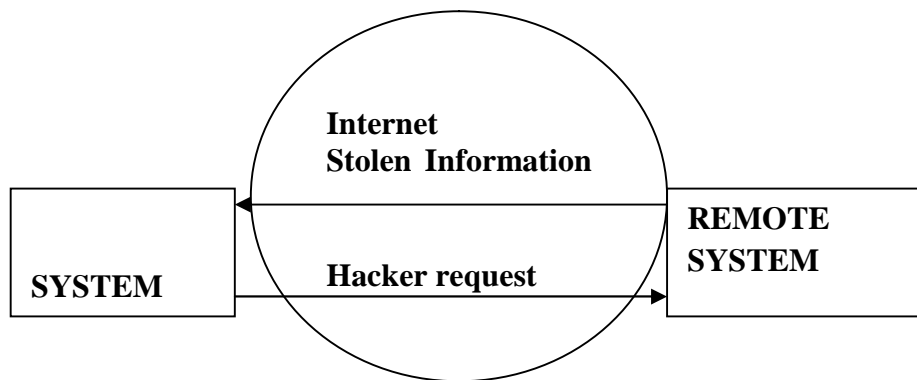 Internet
Stolen Information
REMOTE
SYSTEM
SYSTEM
Hacker request